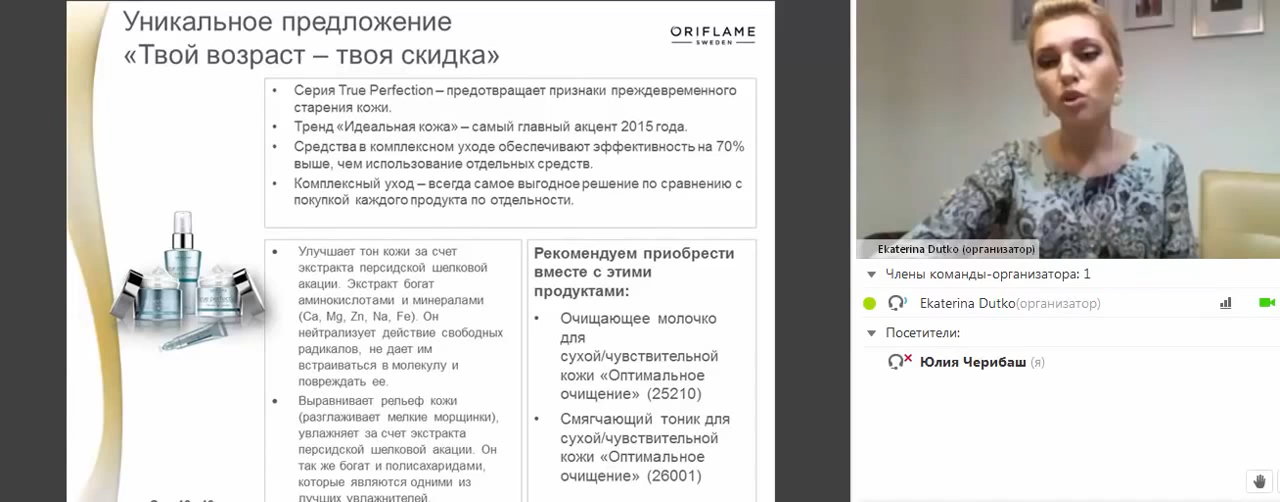 Уникальное предложение
«Твой возраст – твоя скидка»
ORIFLAME
SWEDEN
• Серия True Perfection – предотвращает признаки преждевременного
старения кожи.
• Тренд «Идеальная кожа» – самый главный акцент 2015 года.
• Средства в комплексном уходе обеспечивают эффективность на 70%
выше, чем использование отдельных средств.
• Комплексный уход – всегда самое выгодное решение по сравнению с
покупкой каждого продукта по отдельности.
• Улучшает тон кожи за счет
экстракта персидской шелковой
акации. Экстракт богат
аминокислотами и минералами
(Ca, Mg, Zn, Na, Fe). Он
нейтрализует действие свободных
радикалов, не дает им
встраиваться в молекулу и
повреждать ее.
• Выравнивает рельеф кожи
(разглаживает мелкие морщинки),
увлажняет за счет экстракта
персидской шелковой акации. Он
так же богат и полисахаридами,
которые являются одними из
лучших увлажнителей.
Рекомендуем приобрести
вместе с этими
продуктами:
• Очищающее молочко
для
сухой/чувствительной
кожи «Оптимальное
очищение» (25210)
• Смягчающий тоник для
сухой/чувствительной
кожи «Оптимальное
очищение» (26001)
Ekaterina Dutko (организатор)
Члены команды-организатора: 1
Ekaterina Dutko(организатор)
Посетители:
Юлия Черибаш (я)